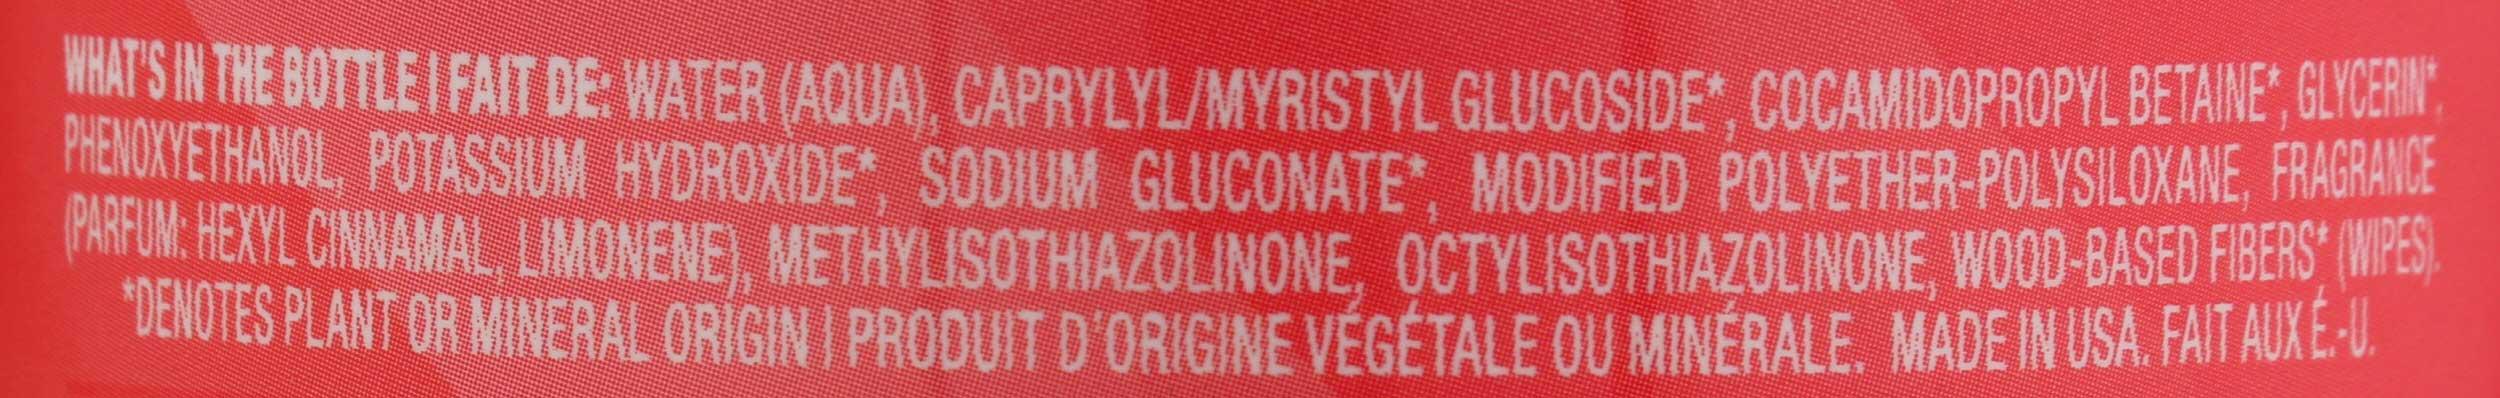 WHAT'S IN THE BOTTLE | FAIT DE: WATER (AQUA), CAPRYLYL/MYRISTYL GLUCOSIDE*, COCAMIDOPROPYL BETAINE*, GLYCERIN*,
PHENOXYETHANOL, POTASSIUM HYDROXIDE*, SODIUM GLUCONATE*, MODIFIED POLYETHER-POLYSILOXANE, FRAGRANCE
(PARFUM: HEXYL CINNAMAL, LIMONENE), METHYLISOTHIAZOLINONE, OCTYLISOTHIAZOLINONE, WOOD-BASED FIBERS* (WIPES).
*DENOTES PLANT OR MINERAL ORIGIN | PRODUIT D'ORIGINE VÉGÉTALE OU MINÉRALE. MADE IN USA. FAIT AUX É.-U.